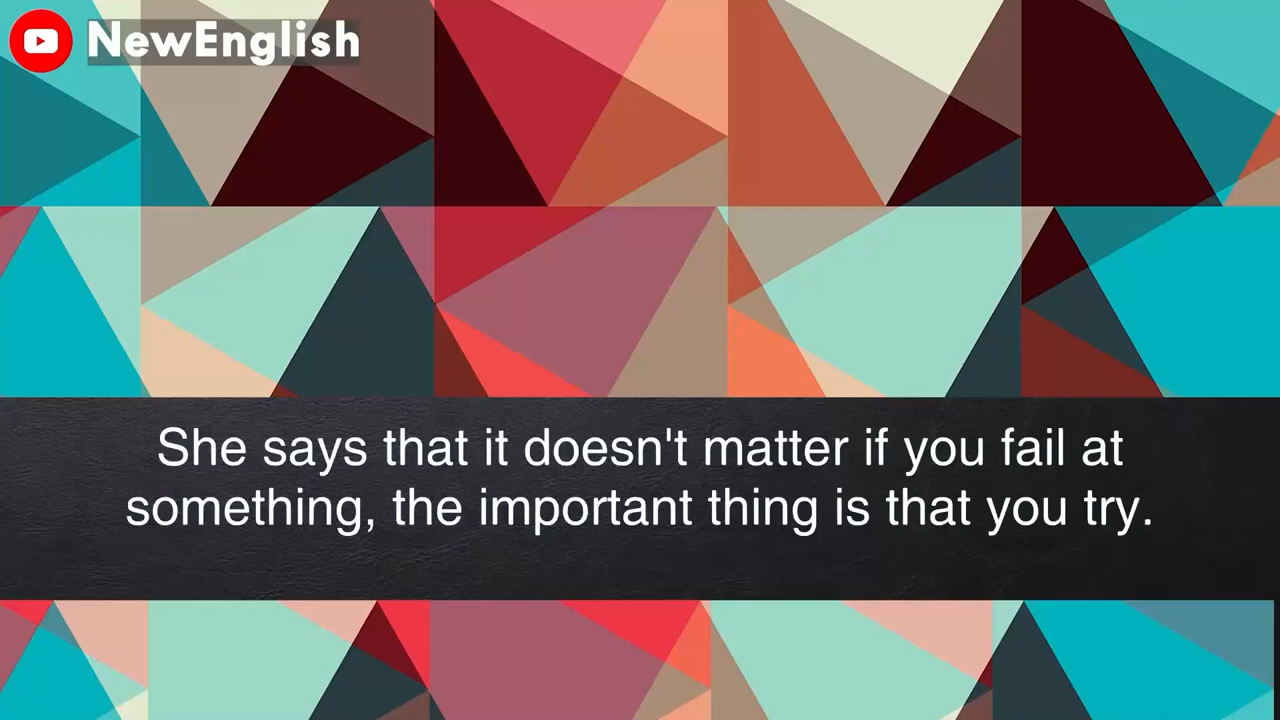 NewEnglish
She says that it doesn't matter if you fail at
something, the important thing is that you try.